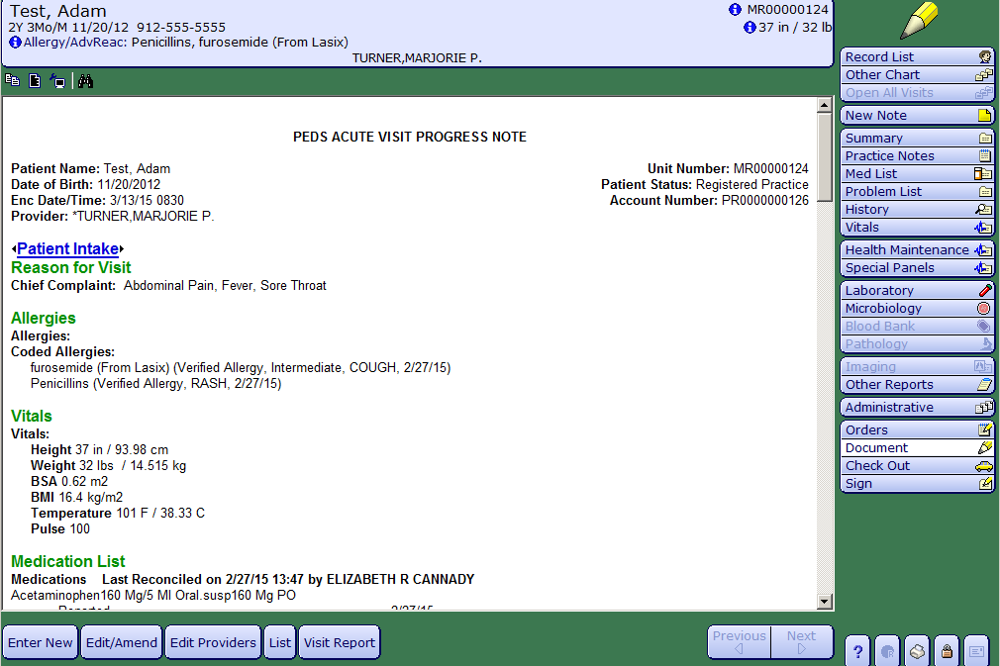 Test, Adam
MR00000124
2Y 3Mo/M 11/20/12 912-555-5555
37 in / 32 lb
Allergy/AdvReac: Penicillins, furosemide (From Lasix)
TURNER,MARJORIE P.
PEDS ACUTE VISIT PROGRESS NOTE
Patient Name: Test, Adam
Unit Number: MR00000124
Date of Birth: 11/20/2012
Patient Status: Registered Practice
Enc Date/Time: 3/13/15 0830
Account Number: PR0000000126
Provider: *TURNER,MARJORIE P.
Patient Intake
Reason for Visit
Chief Complaint: Abdominal Pain, Fever, Sore Throat
Allergies
Allergies:
Coded Allergies:
furosemide (From Lasix) (Verified Allergy, Intermediate, COUGH, 2/27/15)
Penicillins (Verified Allergy, RASH, 2/27/15)
Vitals
Vitals:
Height 37 in / 93.98 cm
Weight 32 lbs / 14.515 kg
BSA 0.62 m2
BMI 16.4 kg/m2
Temperature 101 F / 38.33 C
Pulse 100
Medication List
Medications Last Reconciled on 2/27/15 13:47 by ELIZABETH R CANNADY
Acetaminophen160 Mg/5 Ml Oral.susp160 Mg PO
Reported 2/27/15
Record List
Other Chart
Open All Visits
New Note
Summary
Practice Notes
Med List
Problem List
History
Vitals
Health Maintenance
Special Panels
Laboratory
Microbiology
Blood Bank
Pathology
Imaging
Other Reports
Administrative
Orders
Document
Check Out
Sign
Enter New
Edit/Amend
Edit Providers
List
Visit Report
Previous
Next
?